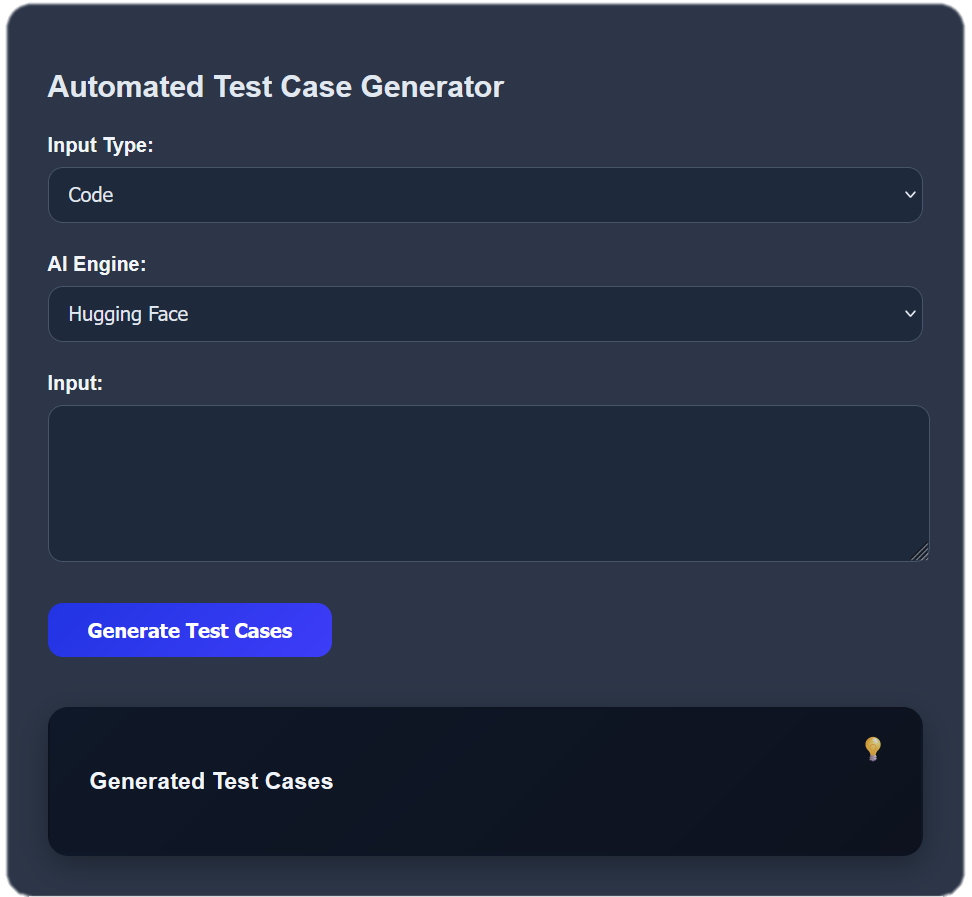 Automated Test Case Generator
Input Type:
Code
AI Engine:
Hugging Face
Input:
Generate Test Cases
Generated Test Cases